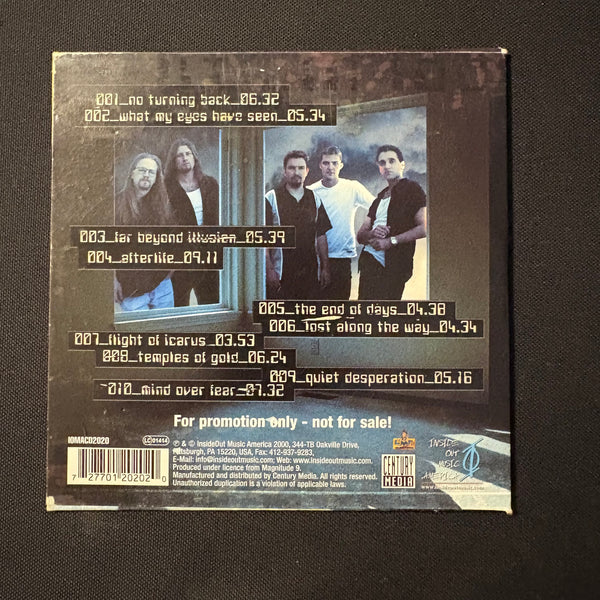 001_no turning back_06.32
002_what my eyes have seen_05.34
003_far beyond illusion_05.39
004_afterlife_09.11
005_the end of days_04.38
006_lost along the way_04.34
007_flight of icarus_03.53
008_temples of gold_06.24
009_quiet desperation_05.16
010_mind over fear_07.32
For promotion only - not for sale!
IOMACD2020
LC 01414
7 27701 20202 0
℗ & © InsideOut Music America 2000, 344-TB Oakville Drive,
Pittsburgh, PA 15220, USA, Fax: 412-937-9283,
E-Mail: info@insideoutmusic.com, Web: www.insideoutmusic.com.
Produced under licence from Magnitude 9.
Manufactured and distributed by Century Media. All rights reserved.
Unauthorized duplication is a violation of applicable laws.
CENTURY
MEDIA
INSIDE
OUT
MUSIC
AMERICA